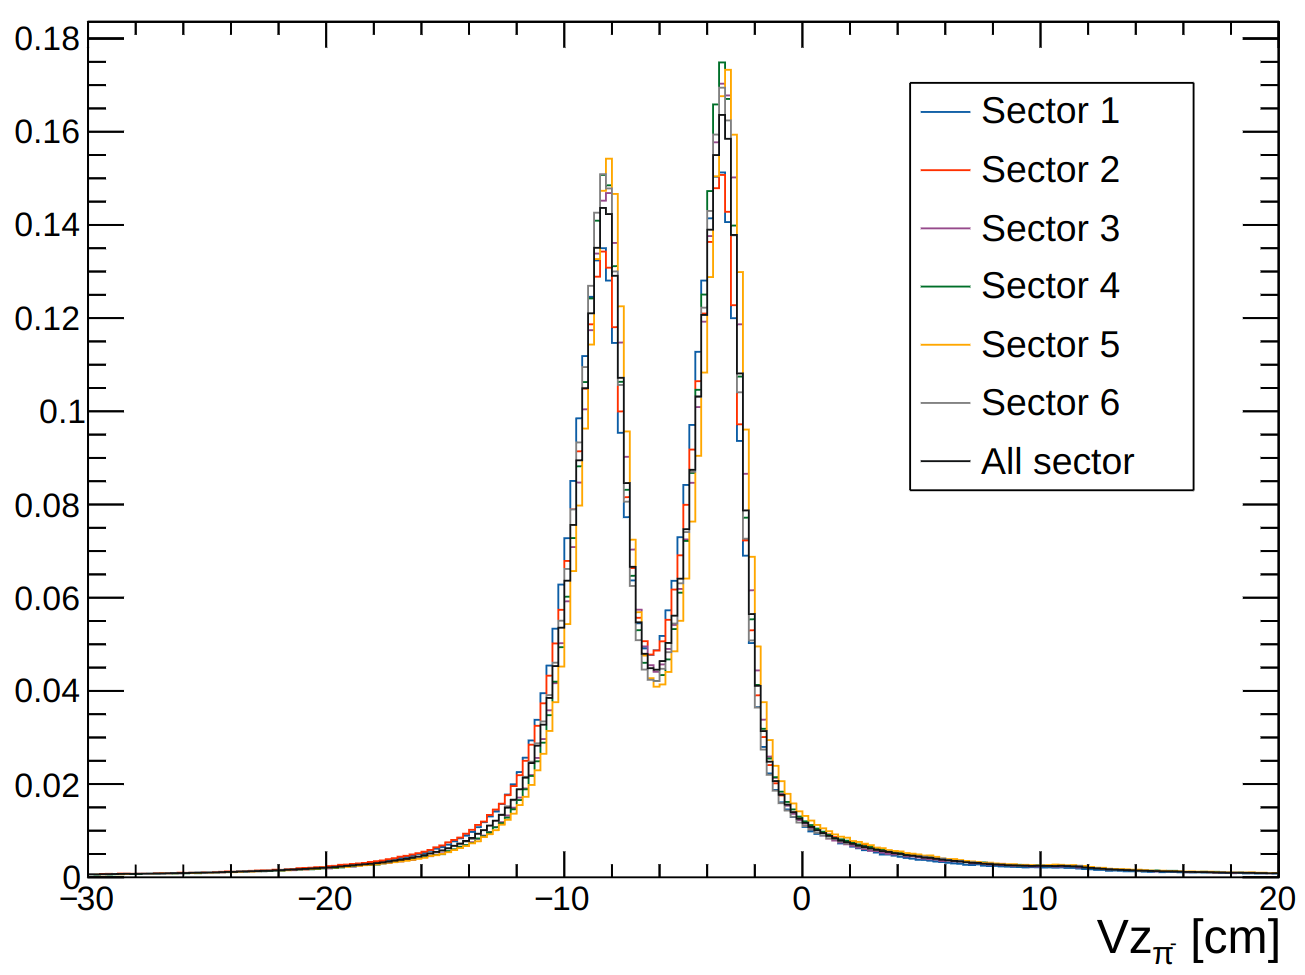 0.18
0.16
0.14
0.12
0.1
0.08
0.06
0.04
0.02
0
Sector 1
Sector 2
Sector 3
Sector 4
Sector 5
Sector 6
All sector
−30 −20 −10 0 10 20
Vzπ- [cm]